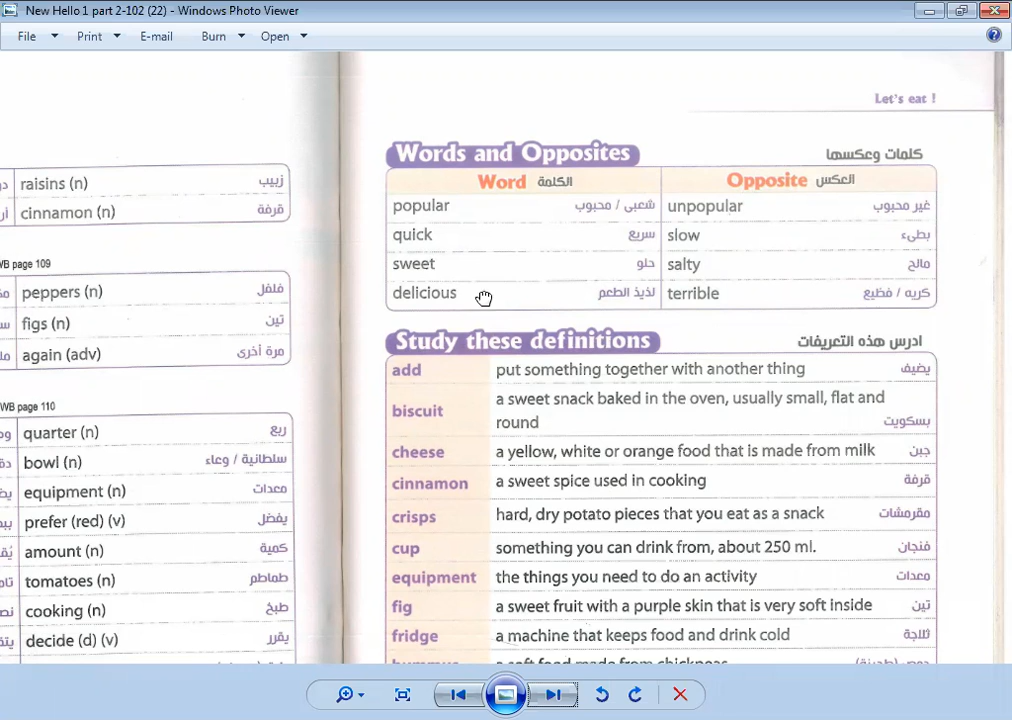 New Hello 1 part 2-102 (22) - Windows Photo Viewer
File Print E-mail Burn Open
Let's eat !
raisins (n) زبيب
cinnamon (n) قرفة
WB page 109
peppers (n) فلفل
figs (n) تين
again (adv) مرة أخرى
WB page 110
quarter (n) ربع
bowl (n) سلطانية / وعاء
equipment (n) معدات
prefer (red) (v) يفضل
amount (n) كمية
tomatoes (n) طماطم
cooking (n) طبخ
decide (d) (v) يقرر
Words and Opposites كلمات وعكسها
Word الكلمة Opposite العكس
popular شعبى / محبوب unpopular غير محبوب
quick سريع slow بطىء
sweet حلو salty مالح
delicious لذيذ الطعم terrible كريه / فظيع
Study these definitions ادرس هذه التعريفات
add put something together with another thing يضيف
biscuit a sweet snack baked in the oven, usually small, flat and
round بسكويت
cheese a yellow, white or orange food that is made from milk جبن
cinnamon a sweet spice used in cooking قرفة
crisps hard, dry potato pieces that you eat as a snack مقرمشات
cup something you can drink from, about 250 ml. فنجان
equipment the things you need to do an activity معدات
fig a sweet fruit with a purple skin that is very soft inside تين
fridge a machine that keeps food and drink cold ثلاجة